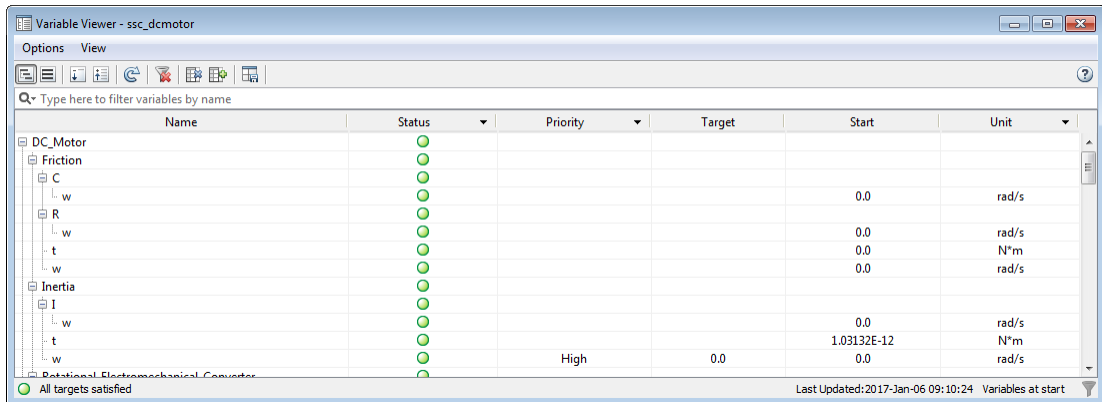 Variable Viewer - ssc_dcmotor
Options View
Type here to filter variables by name
Name Status Priority Target Start Unit
DC_Motor
Friction
C
w 0.0 rad/s
R
w 0.0 rad/s
t 0.0 N*m
w 0.0 rad/s
Inertia
I
w 0.0 rad/s
t 1.03132E-12 N*m
w High 0.0 0.0 rad/s
Rotational Electromechanical Converter
All targets satisfied Last Updated:2017-Jan-06 09:10:24 Variables at start